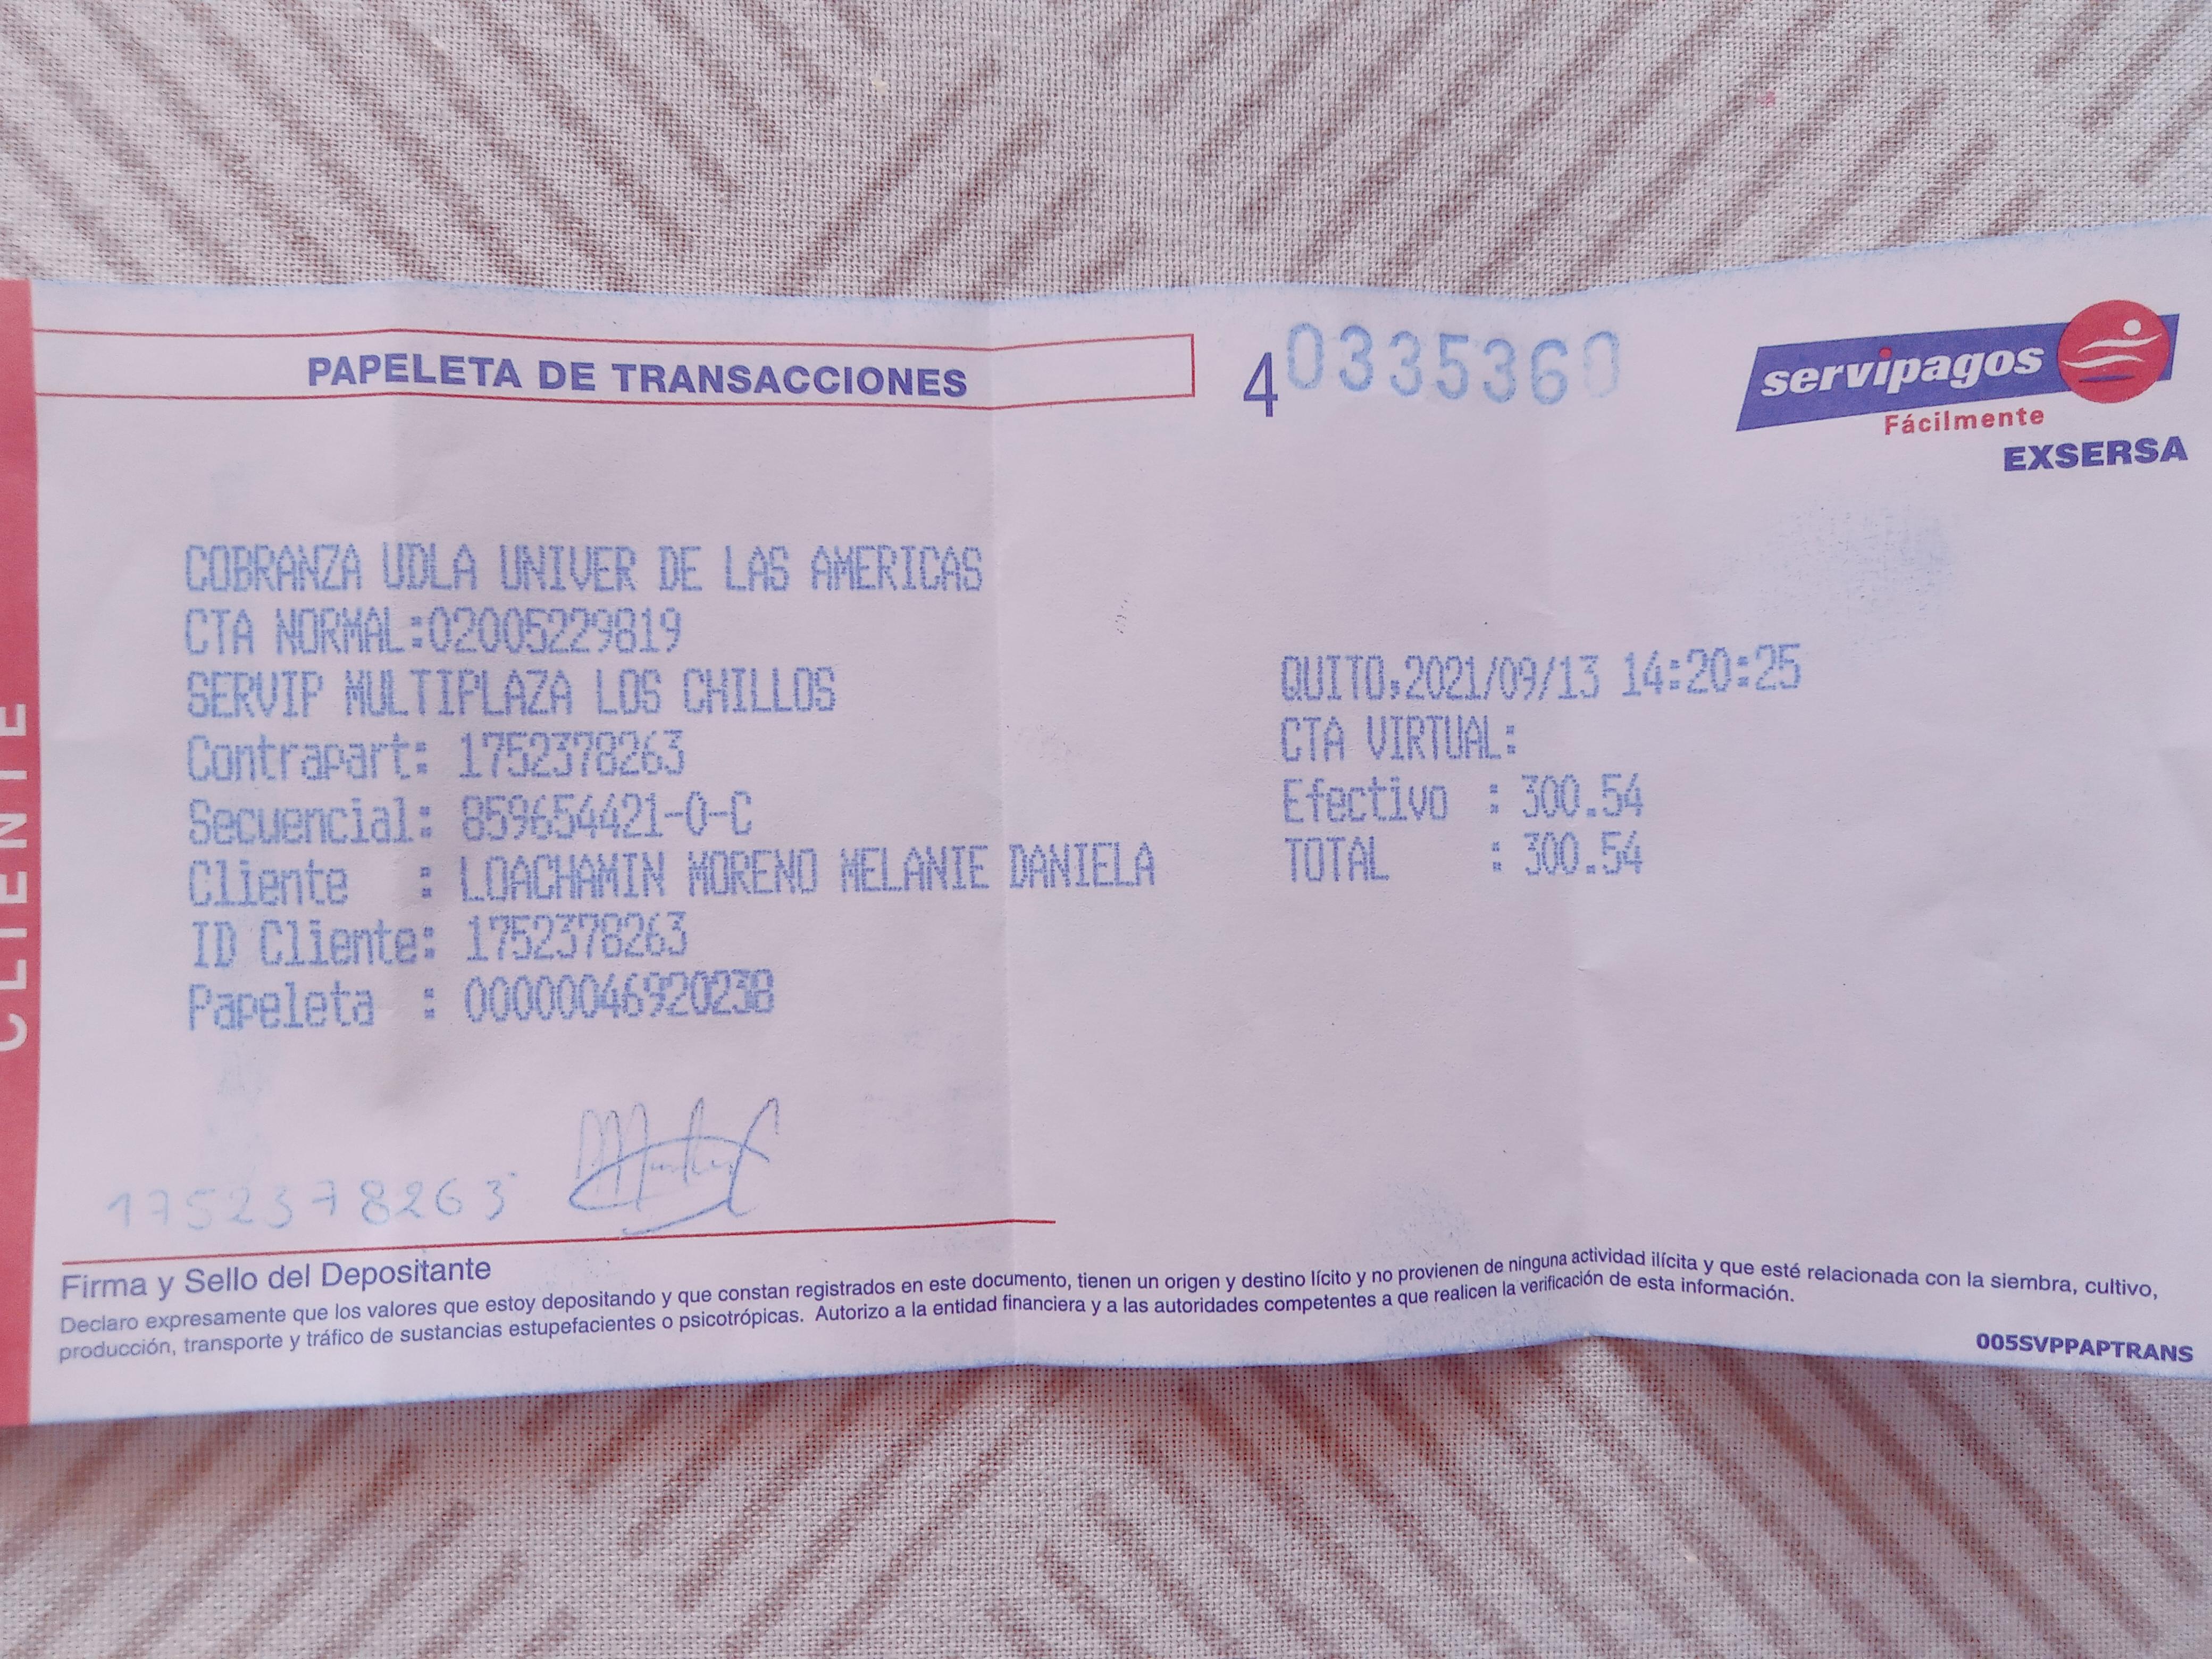 PAPELETA DE TRANSACCIONES
4 0335360
servipagos
Fácilmente
EXSERSA
CLIENTE
COBRANZA UDLA UNIVER DE LAS AMERICAS
CTA NORMAL:02005229819
SERVIP MULTIPLAZA LOS CHILLOS
Contrapart: 1752378263
Secuencial: 859654421-0-C
Cliente : LOACHAMIN MORENO MELANIE DANIELA
ID Cliente: 1752378263
Papeleta : 00000046920238
QUITO,2021/09/13 14:20:25
CTA VIRTUAL:
Efectivo : 300.54
TOTAL : 300.54
1752378263
Firma y Sello del Depositante
Declaro expresamente que los valores que estoy depositando y que constan registrados en este documento, tienen un origen y destino lícito y no provienen de ninguna actividad ilícita y que esté relacionada con la siembra, cultivo,
producción, transporte y tráfico de sustancias estupefacientes o psicotrópicas. Autorizo a la entidad financiera y a las autoridades competentes a que realicen la verificación de esta información.
005SVPPAPTRANS